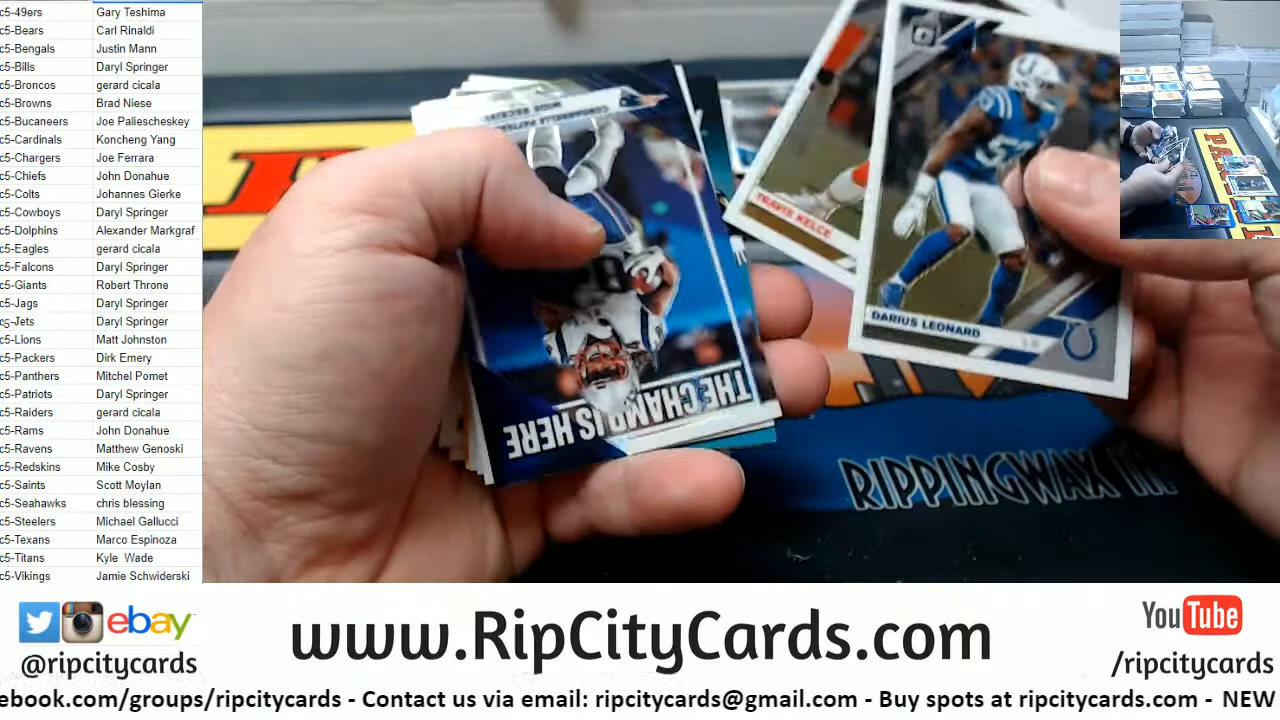 c5-49ers Gary Teshima
c5-Bears Carl Rinaldi
c5-Bengals Justin Mann
c5-Bills Daryl Springer
c5-Broncos gerard cicala
c5-Browns Brad Niese
c5-Bucaneers Joe Paliescheskey
c5-Cardinals Koncheng Yang
c5-Chargers Joe Ferrara
c5-Chiefs John Donahue
c5-Colts Johannes Gierke
c5-Cowboys Daryl Springer
c5-Dolphins Alexander Markgraf
c5-Eagles gerard cicala
c5-Falcons Daryl Springer
c5-Giants Robert Throne
c5-Jags Daryl Springer
c5-Jets Daryl Springer
c5-Lions Matt Johnston
c5-Packers Dirk Emery
c5-Panthers Mitchel Pomet
c5-Patriots Daryl Springer
c5-Raiders gerard cicala
c5-Rams John Donahue
c5-Ravens Matthew Genoski
c5-Redskins Mike Cosby
c5-Saints Scott Moylan
c5-Seahawks chris blessing
c5-Steelers Michael Gallucci
c5-Texans Marco Espinoza
c5-Titans Kyle Wade
c5-Vikings Jamie Schwiderski
TRAVIS KELCE
DARIUS LEONARD
THE CHAMP IS HERE
RIPPINGWAX
ebay
@ripcitycards
www.RipCityCards.com
YouTube
/ripcitycards
ebook.com/groups/ripcitycards - Contact us via email: ripcitycards@gmail.com - Buy spots at ripcitycards.com - NEW